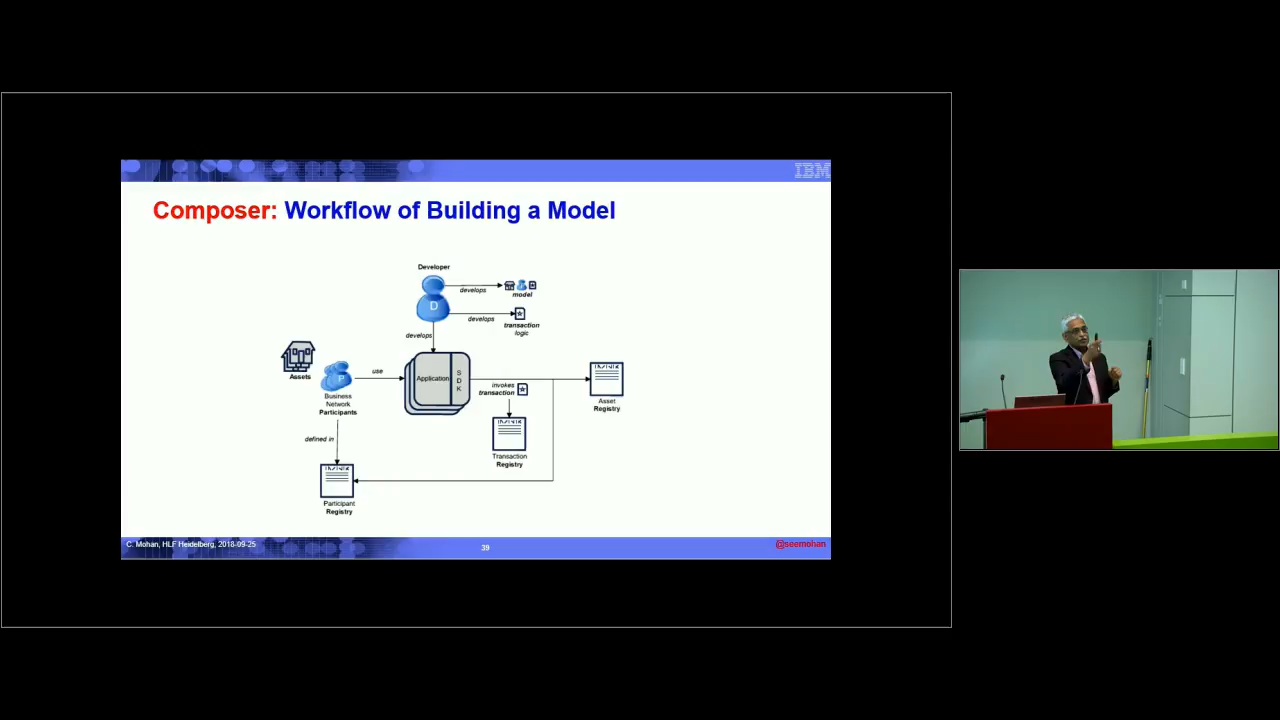 IBM
Composer: Workflow of Building a Model
Developer
D
develops
model
develops
transaction
logic
develops
Assets
P
use
Application
SDK
invokes
transaction
Business
Network
Participants
Asset
Registry
defined in
Transaction
Registry
Participant
Registry
C. Mohan, HLF Heidelberg, 2018-09-25
39
@seemohan